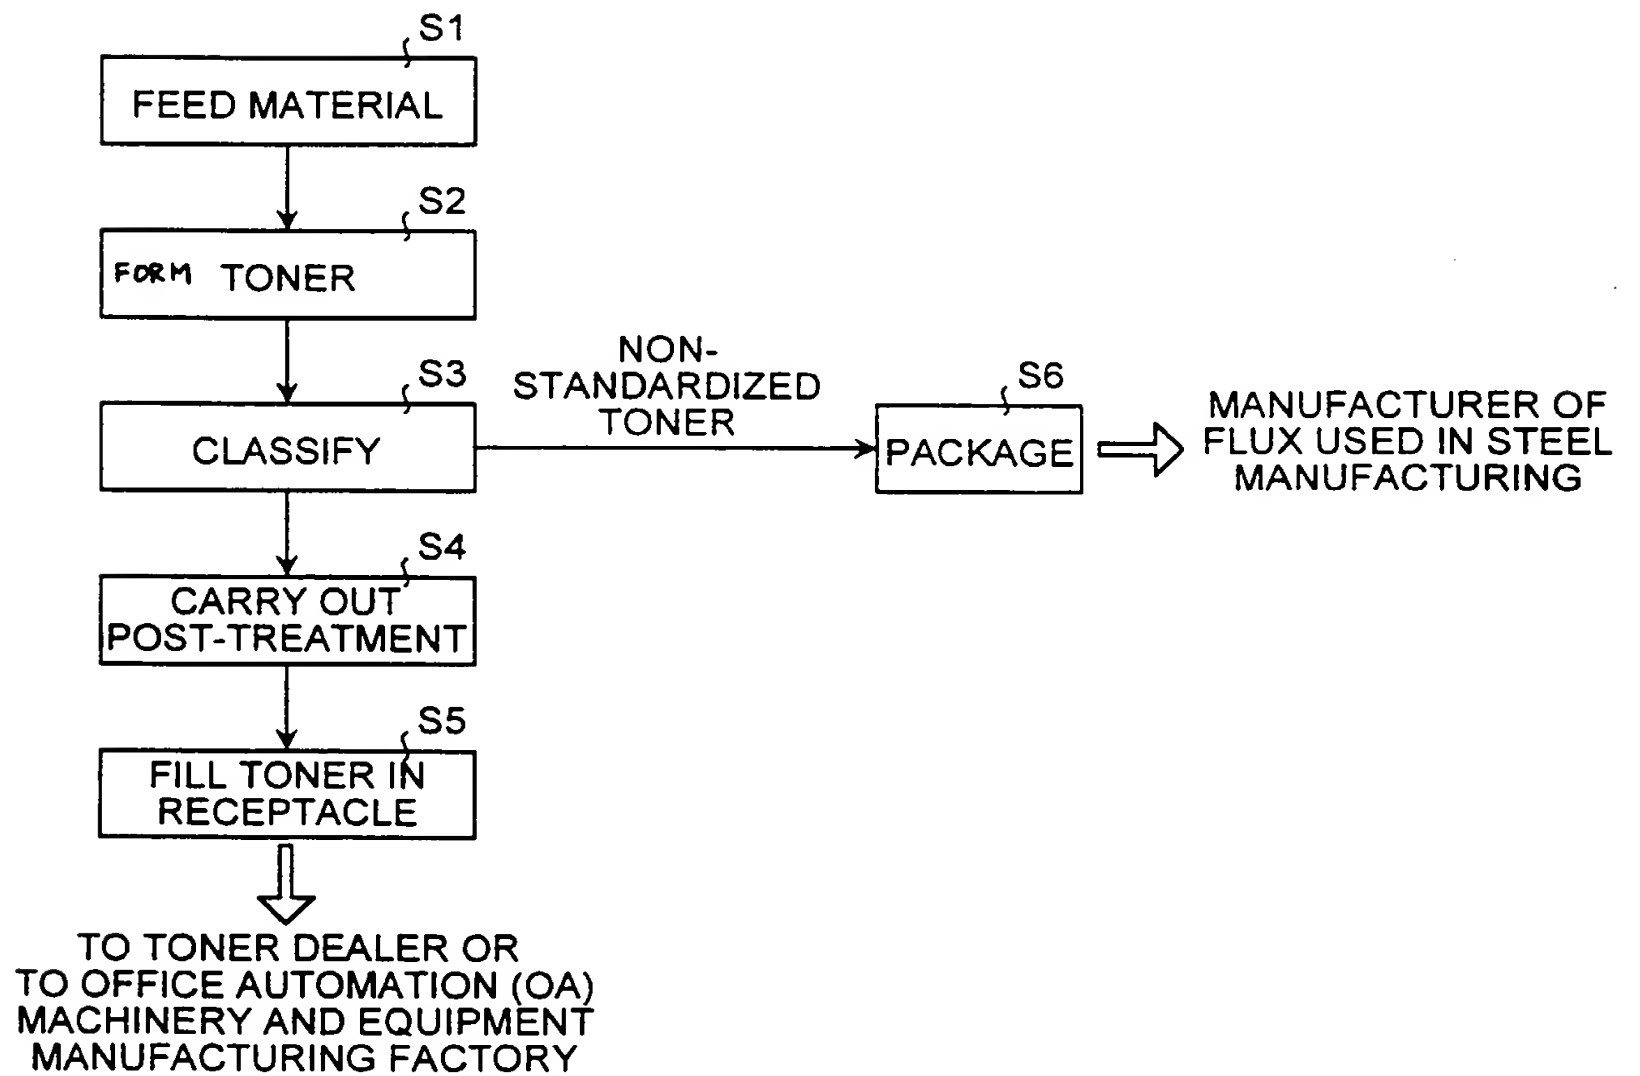 S1
FEED MATERIAL
S2
FORM TONER
S3
CLASSIFY
NON-
STANDARDIZED
TONER
S6
PACKAGE
MANUFACTURER OF
FLUX USED IN STEEL
MANUFACTURING
S4
CARRY OUT
POST-TREATMENT
S5
FILL TONER IN
RECEPTACLE
TO TONER DEALER OR
TO OFFICE AUTOMATION (OA)
MACHINERY AND EQUIPMENT
MANUFACTURING FACTORY